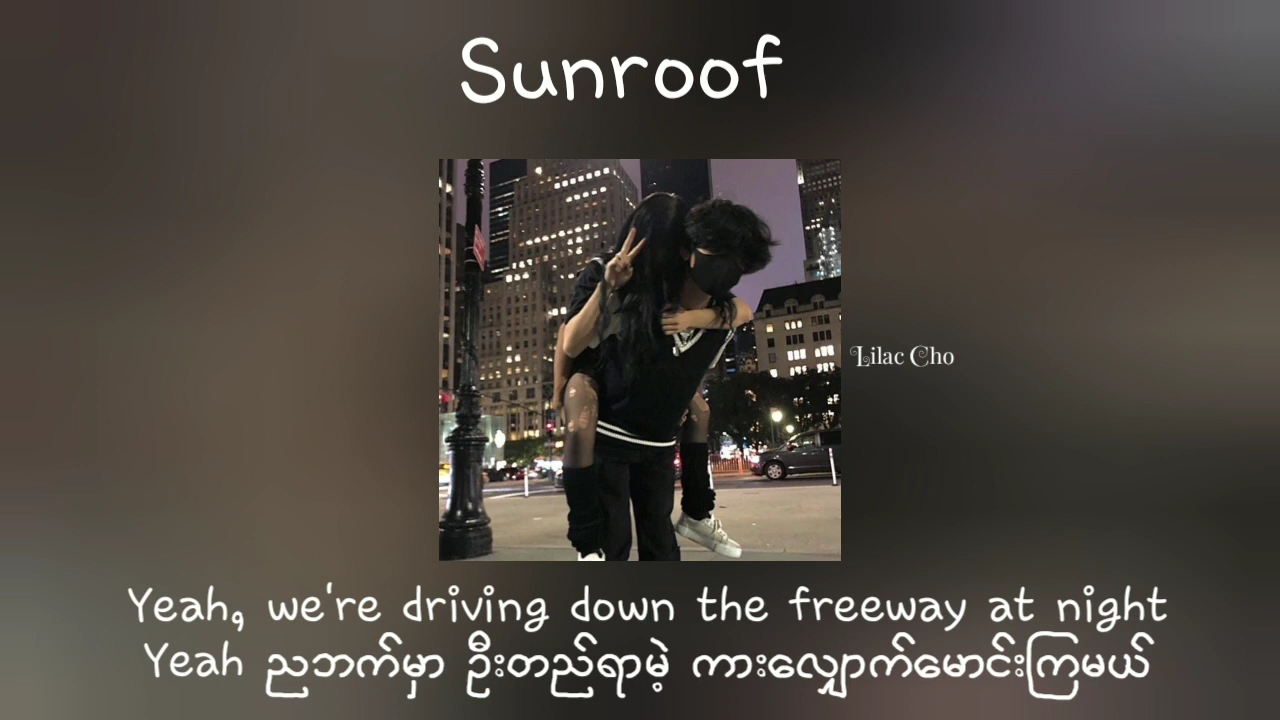 Sunroof
Lilac Cho
Yeah, we're driving down the freeway at night
Yeah ညဘက်မှာ ဦးတည်ရာမဲ့ ကားလျှောက်မောင်းကြမယ်